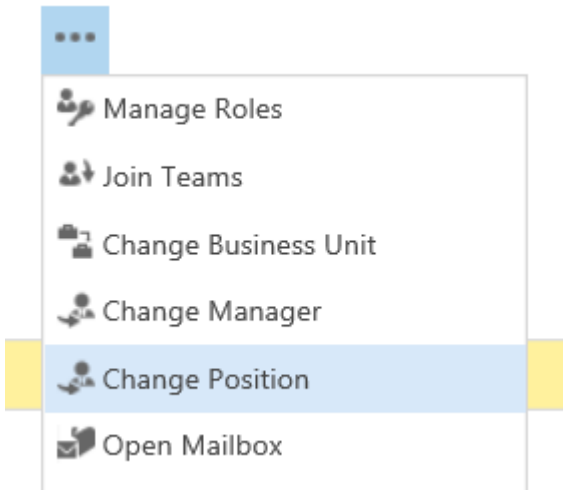 Manage Roles
Join Teams
Change Business Unit
Change Manager
Change Position
Open Mailbox